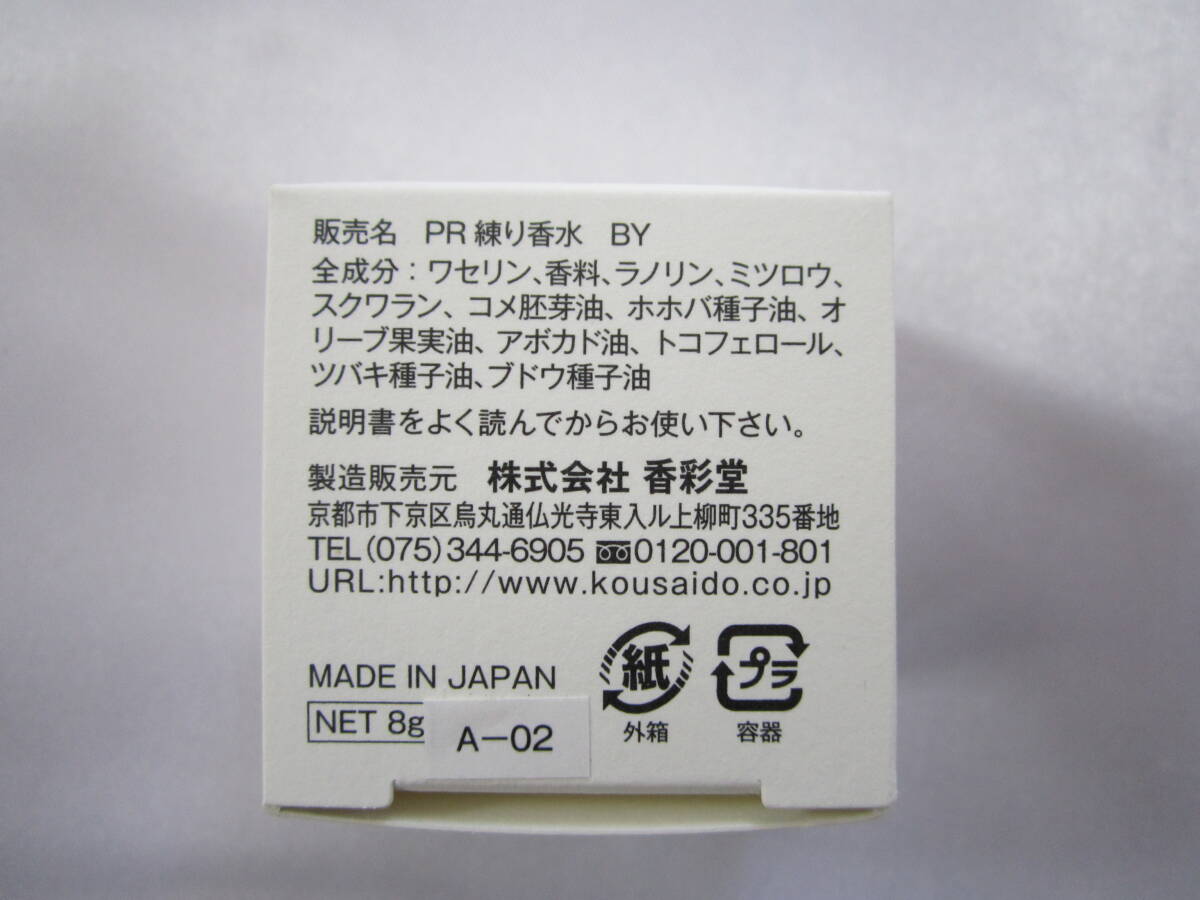 販売名 PR練り香水 BY
全成分：ワセリン、香料、ラノリン、ミツロウ、
スクワラン、コメ胚芽油、ホホバ種子油、オ
リーブ果実油、アボカド油、トコフェロール、
ツバキ種子油、ブドウ種子油
説明書をよく読んでからお使い下さい。
製造販売元 株式会社 香彩堂
京都市下京区烏丸通仏光寺東入ル上柳町335番地
TEL(075)344-6905 0120-001-801
URL:http://www.kousaido.co.jp
MADE IN JAPAN
NET 8g
A-02
紙
外箱
プラ
容器